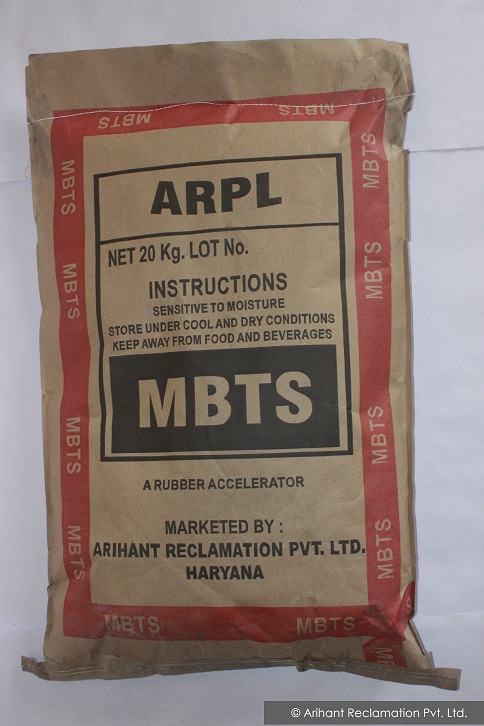 MBTS MBTS
ARPL
NET 20 Kg. LOT No.
INSTRUCTIONS
SENSITIVE TO MOISTURE
STORE UNDER COOL AND DRY CONDITIONS
KEEP AWAY FROM FOOD AND BEVERAGES
MBTS
A RUBBER ACCELERATOR
MARKETED BY :
ARIHANT RECLAMATION PVT. LTD.
HARYANA
MBTS
MBTS
MBTS
MBTS
MBTS
MBTS
MBTS
MBTS
MBTS MBTS
MBTS
© Arihant Reclamation Pvt. Ltd.